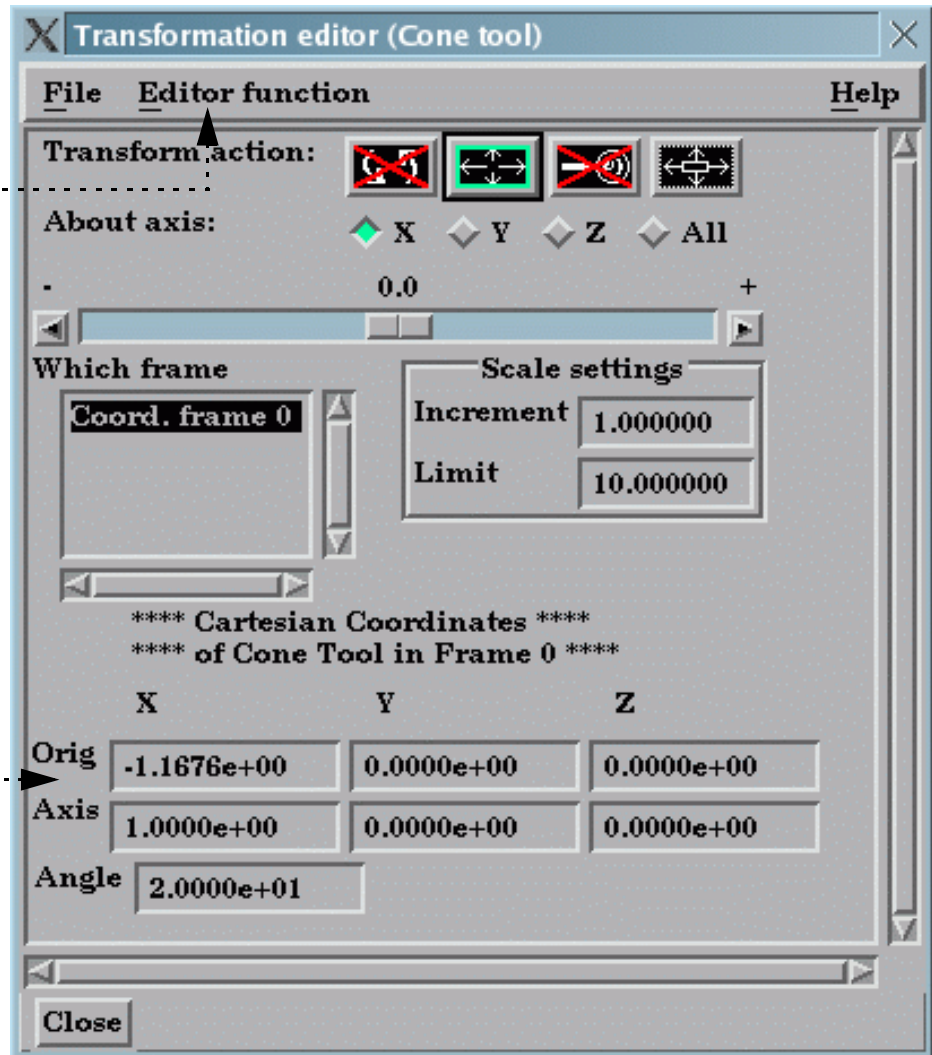 Transformation editor (Cone tool)
File Editor function Help
Transform action:
About axis: X Y Z All
- 0.0 +
Which frame
Coord. frame 0
Scale settings
Increment 1.000000
Limit 10.000000
**** Cartesian Coordinates ****
**** of Cone Tool in Frame 0 ****
X Y Z
Orig -1.1676e+00 0.0000e+00 0.0000e+00
Axis 1.0000e+00 0.0000e+00 0.0000e+00
Angle 2.0000e+01
Close